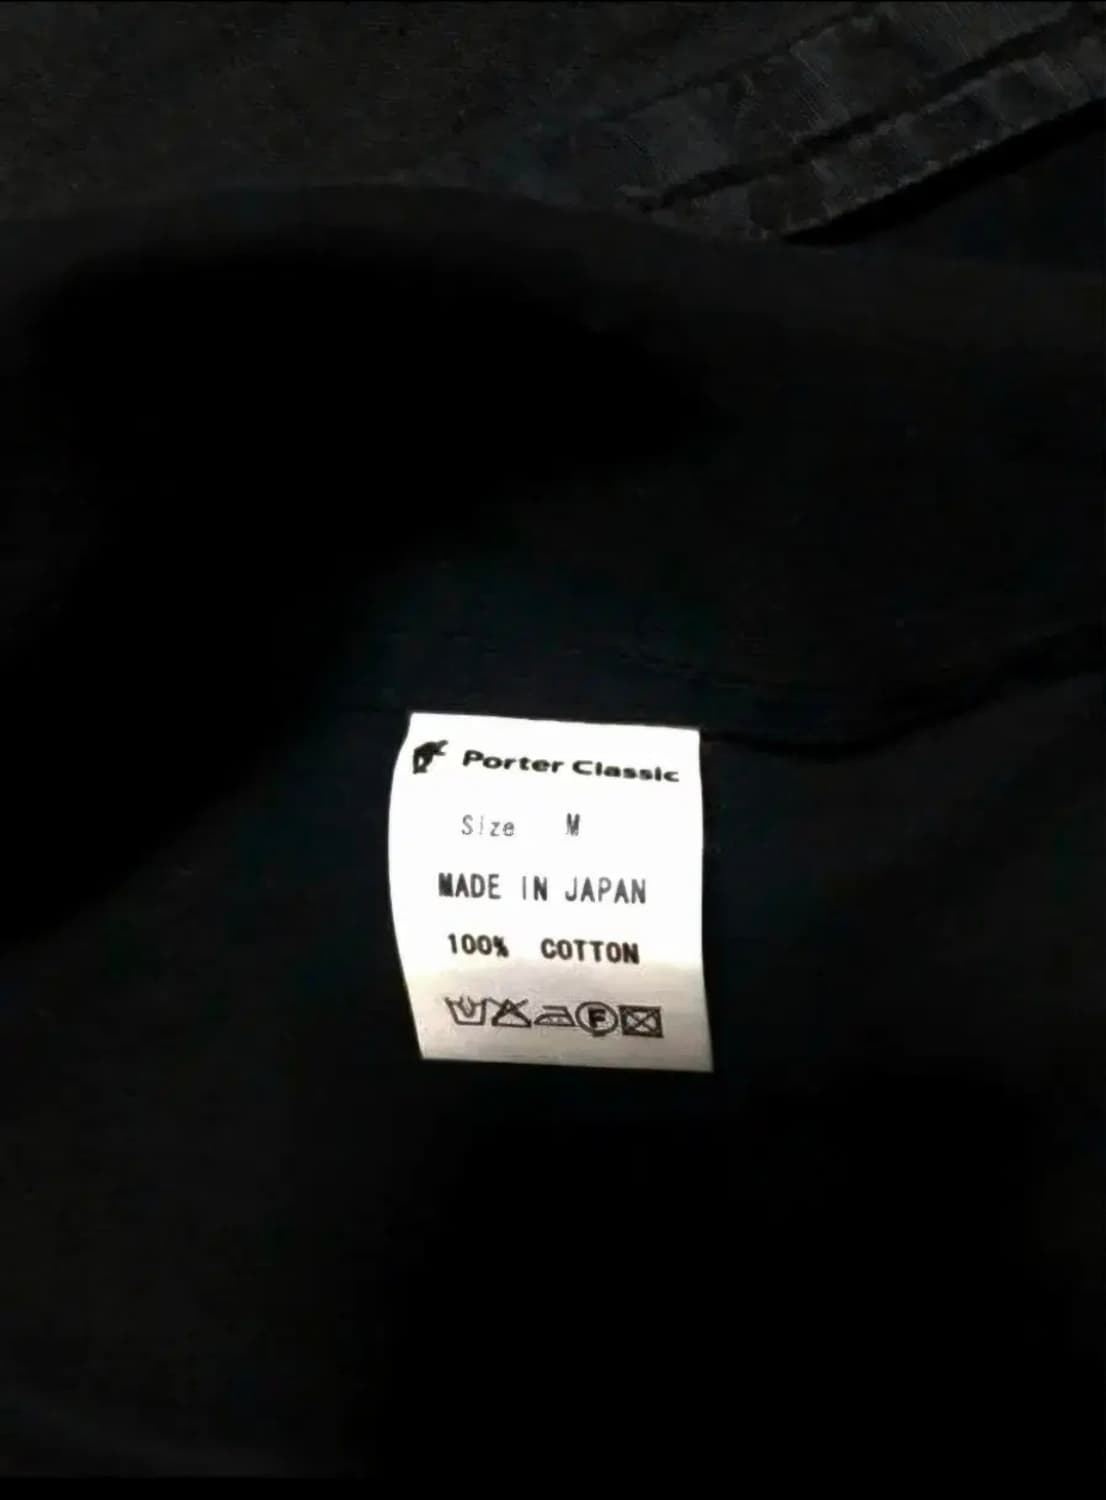 Porter Classic
Size M
MADE IN JAPAN
100% COTTON
F